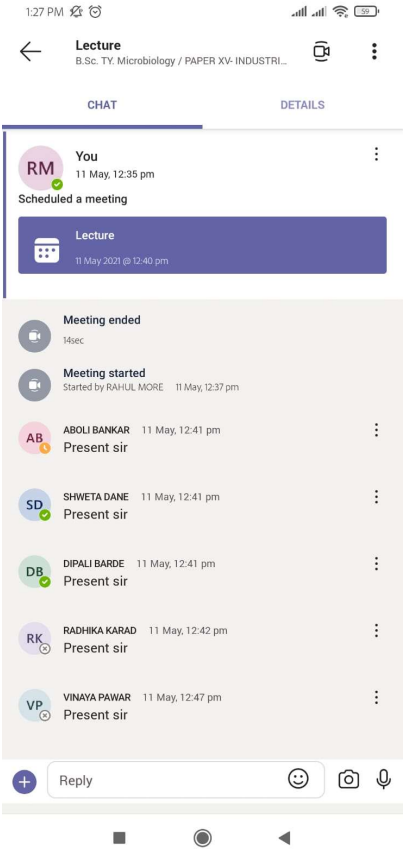 1:27 PM
59
Lecture
B.Sc. TY. Microbiology / PAPER XV- INDUSTRI...
CHAT DETAILS
RM
You
11 May, 12:35 pm
Scheduled a meeting
Lecture
11 May 2021 @ 12:40 pm
Meeting ended
14sec
Meeting started
Started by RAHUL MORE 11 May, 12:37 pm
AB
ABOLI BANKAR 11 May, 12:41 pm
Present sir
SD
SHWETA DANE 11 May, 12:41 pm
Present sir
DB
DIPALI BARDE 11 May, 12:41 pm
Present sir
RK
RADHIKA KARAD 11 May, 12:42 pm
Present sir
VP
VINAYA PAWAR 11 May, 12:47 pm
Present sir
Reply